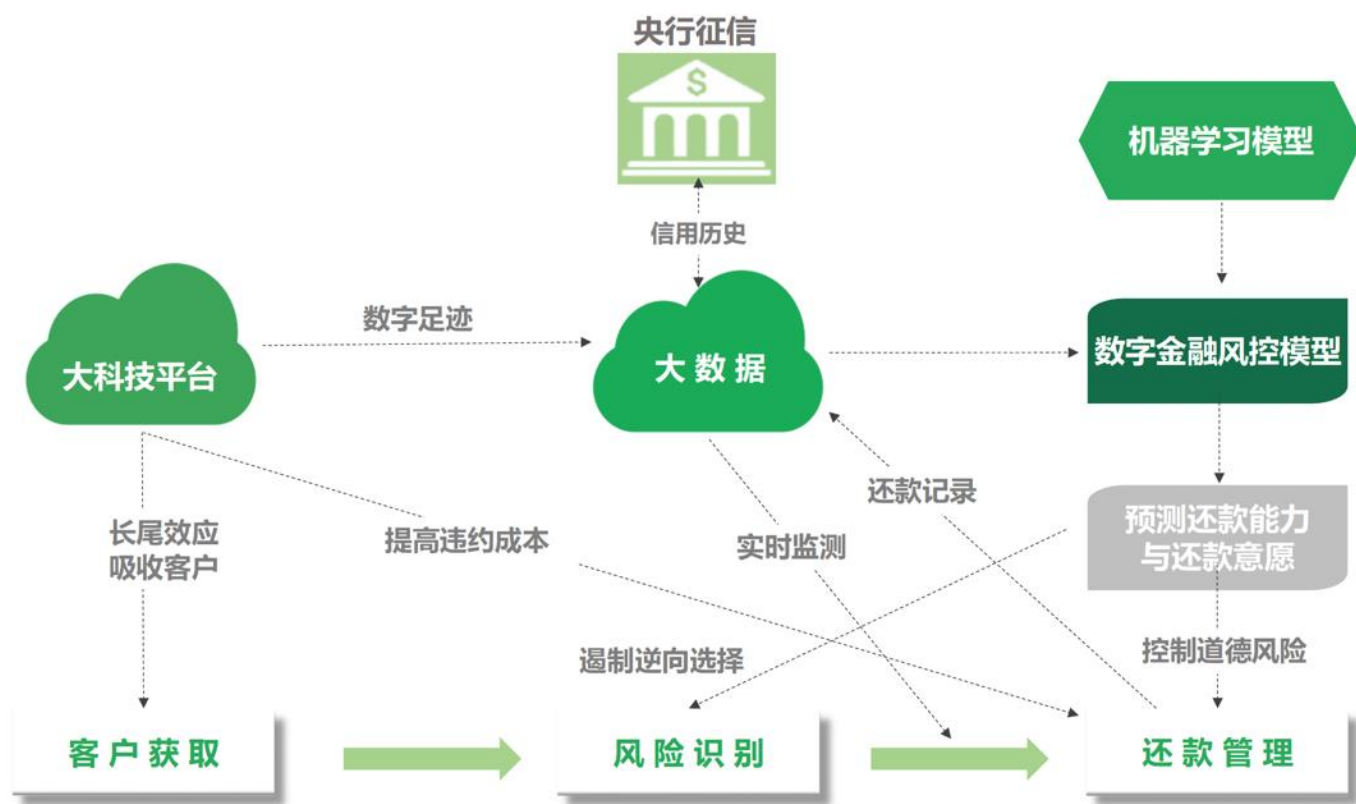 央行征信
$
机器学习模型
信用历史
数字足迹
大科技平台
大数据
数字金融风控模型
还款记录
长尾效应
吸收客户
提高违约成本
实时监测
预测还款能力
与还款意愿
遏制逆向选择
控制道德风险
客户获取
风险识别
还款管理